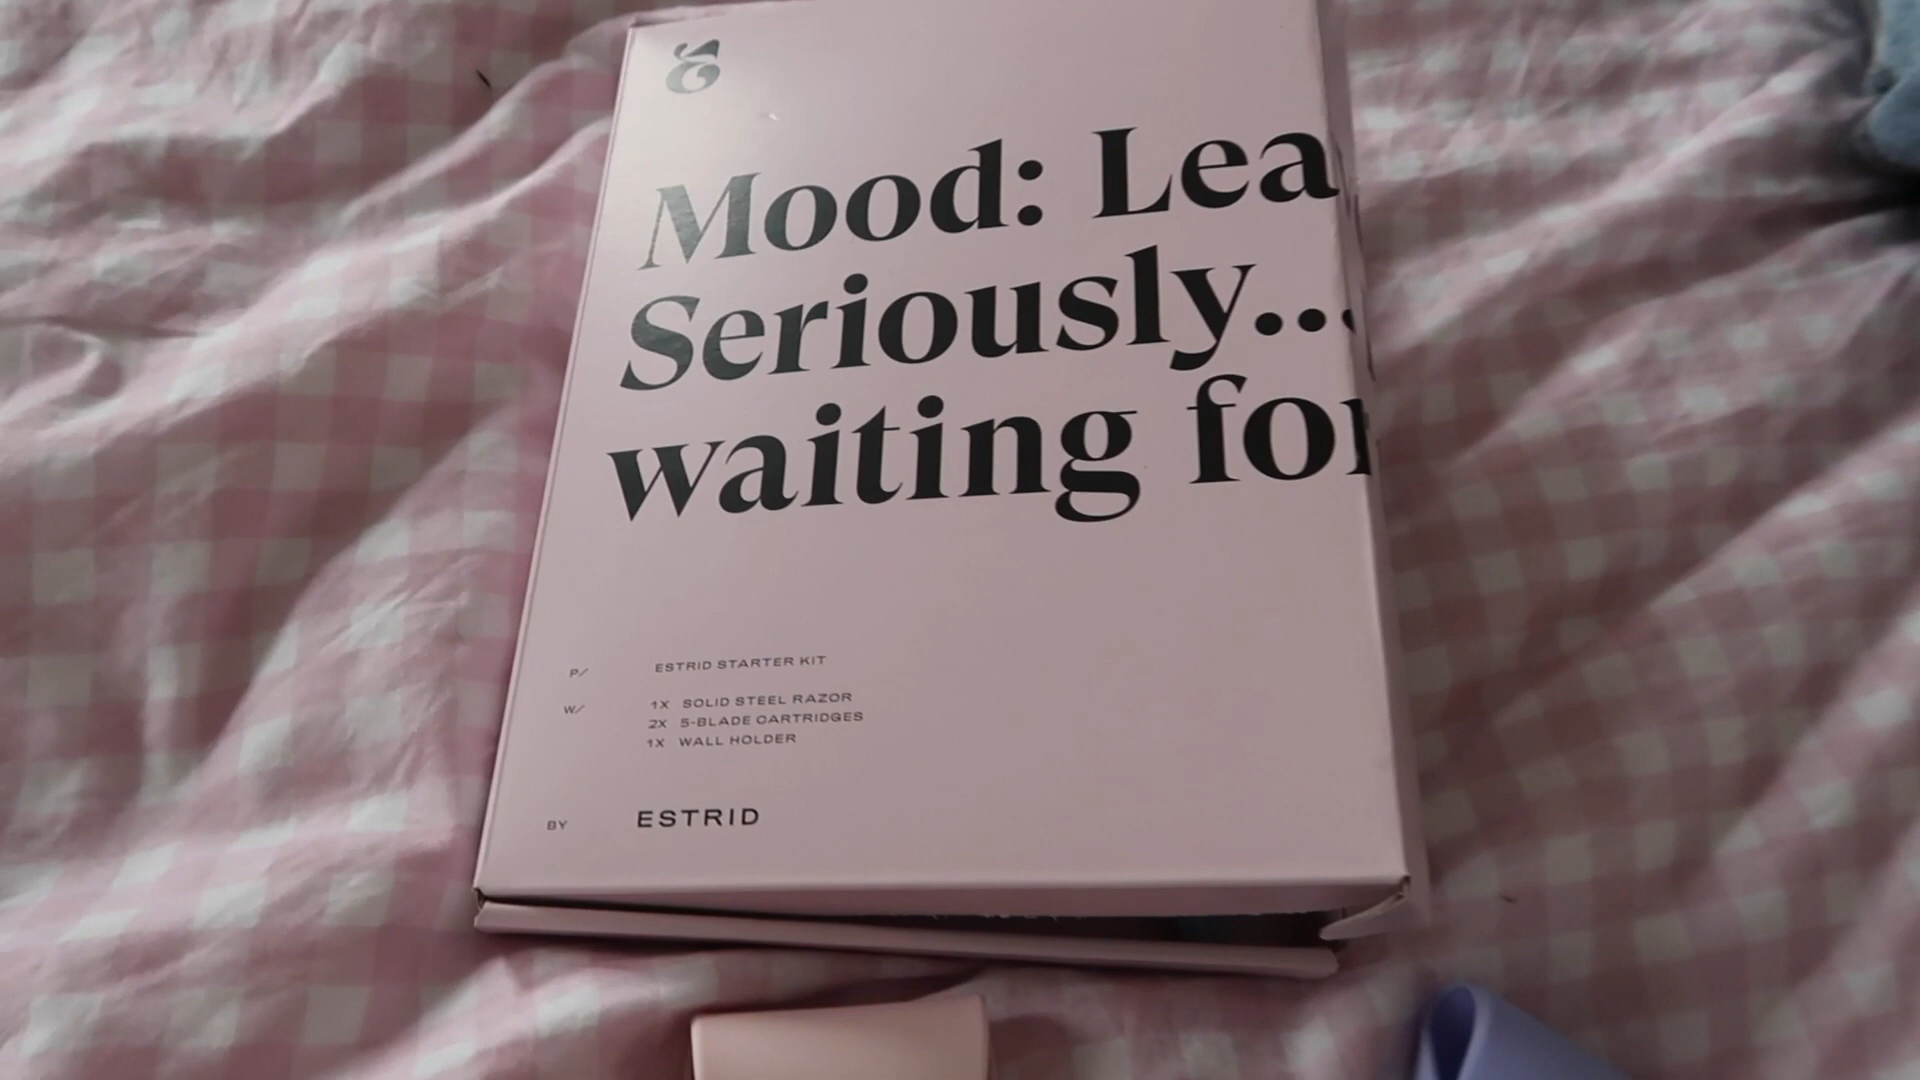 Mood: Lea
Seriously...
waiting for
P/ ESTRID STARTER KIT
W/ 1X SOLID STEEL RAZOR
2X 5-BLADE CARTRIDGES
1X WALL HOLDER
BY ESTRID